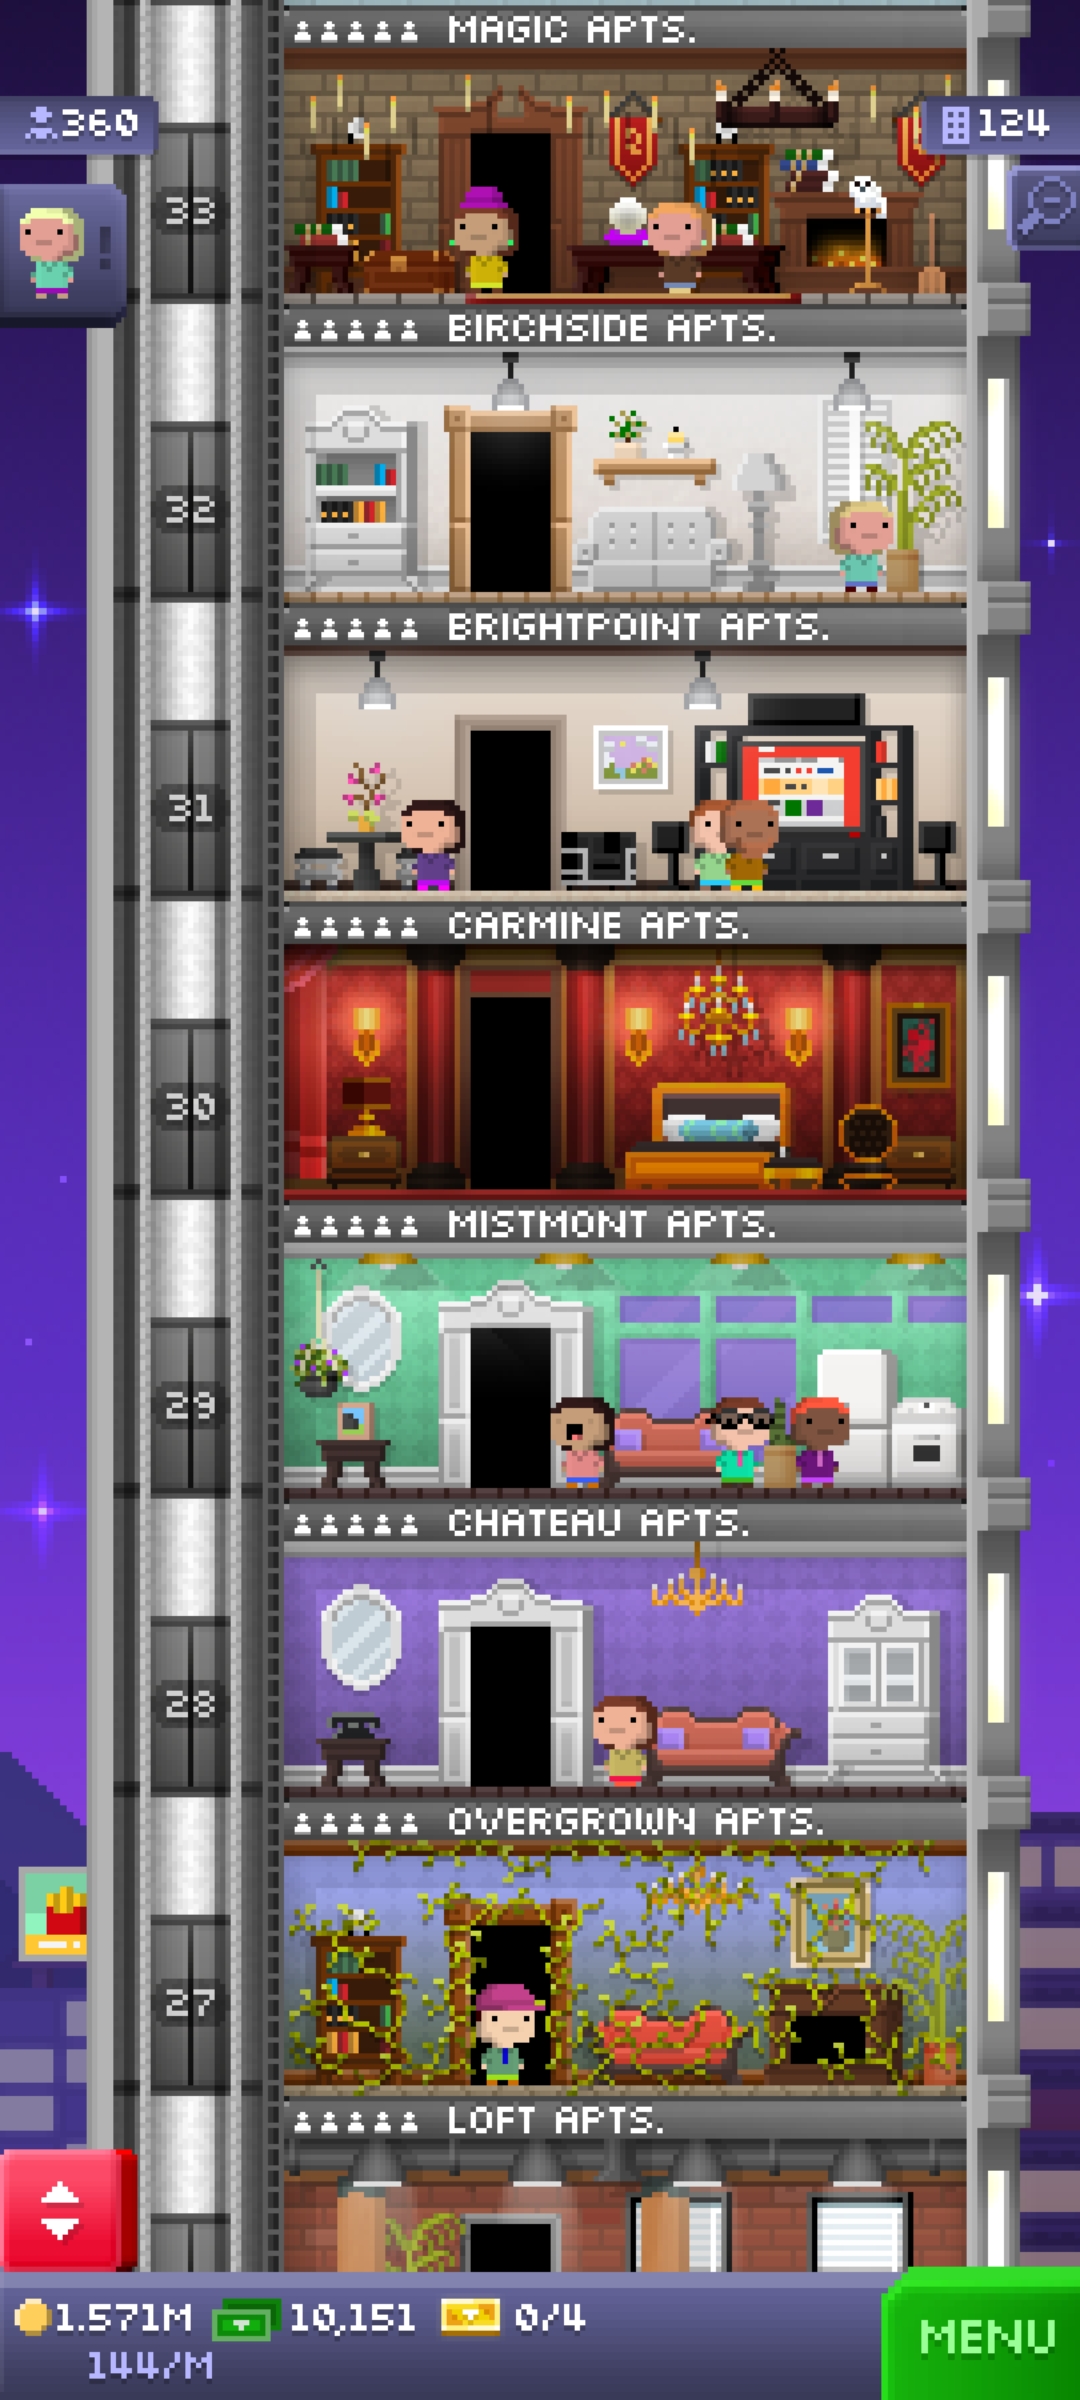 MAGIC APTS.
360
124
33
BIRCHSIDE APTS.
32
BRIGHTPOINT APTS.
31
CARMINE APTS.
30
MISTMONT APTS.
29
CHATEAU APTS.
28
OVERGROWN APTS.
27
LOFT APTS.
1.571M 10,151 0/4
144/M
MENU